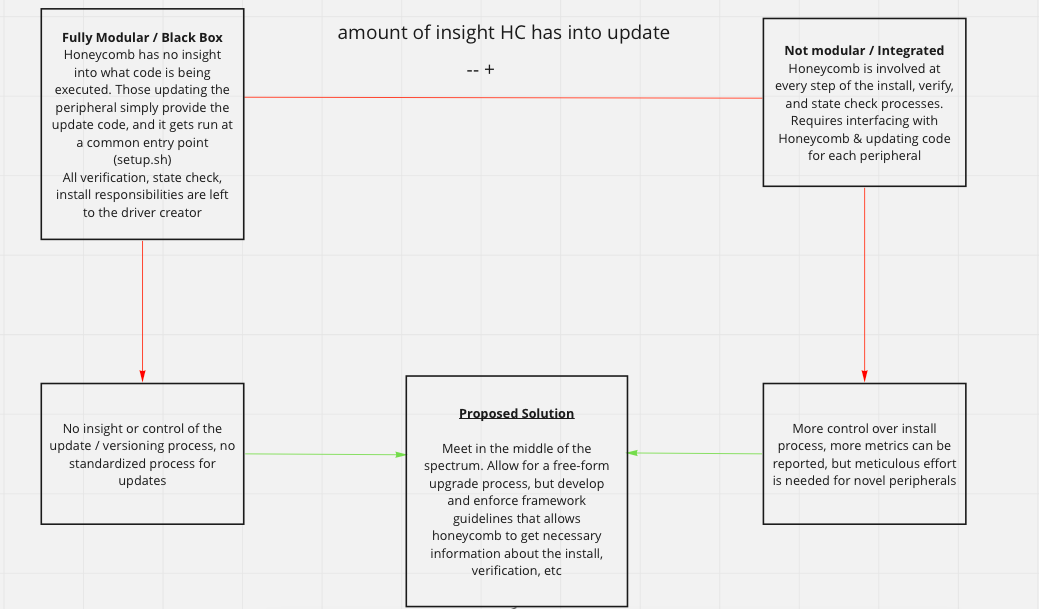 amount of insight HC has into update
-- +
Fully Modular / Black Box
Honeycomb has no insight
into what code is being
executed. Those updating the
peripheral simply provide the
update code, and it gets run at
a common entry point
(setup.sh)
All verification, state check,
install responsibilities are left
to the driver creator
Not modular / Integrated
Honeycomb is involved at
every step of the install, verify,
and state check processes.
Requires interfacing with
Honeycomb & updating code
for each peripheral
No insight or control of the
update / versioning process, no
standardized process for
updates
Proposed Solution
Meet in the middle of the
spectrum. Allow for a free-form
upgrade process, but develop
and enforce framework
guidelines that allows
honeycomb to get necessary
information about the install,
verification, etc
More control over install
process, more metrics can be
reported, but meticulous effort
is needed for novel peripherals